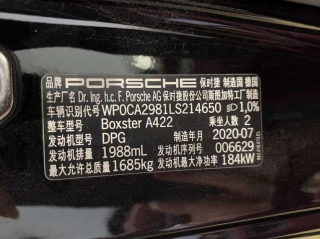 PORSCHE 保时捷 制造国 德国
生产厂名 Dr. Ing. h.c. F. Porsche AG 保时捷股份公司斯图加特工厂制造
车辆识别代号 WP0CA2981LS214650 1,0%
整车型号 Boxster A422 乘坐人数 2
发动机型号 DPG 制造年月 2020-07
发动机排量 1988mL 发动机序列号 006629
最大允许总质量 1685kg 发动机最大净功率 184kW